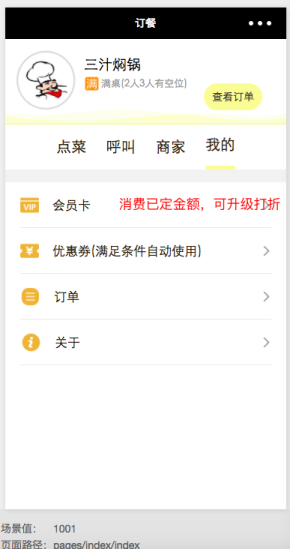 订餐
三汁焖锅
满 满桌(2人3人有空位)
查看订单
点菜 呼叫 商家 我的
VIP 会员卡 消费已定金额，可升级打折
¥ 优惠券(满足条件自动使用)
订单
关于
场景值： 1001
页面路径： pages/index/index